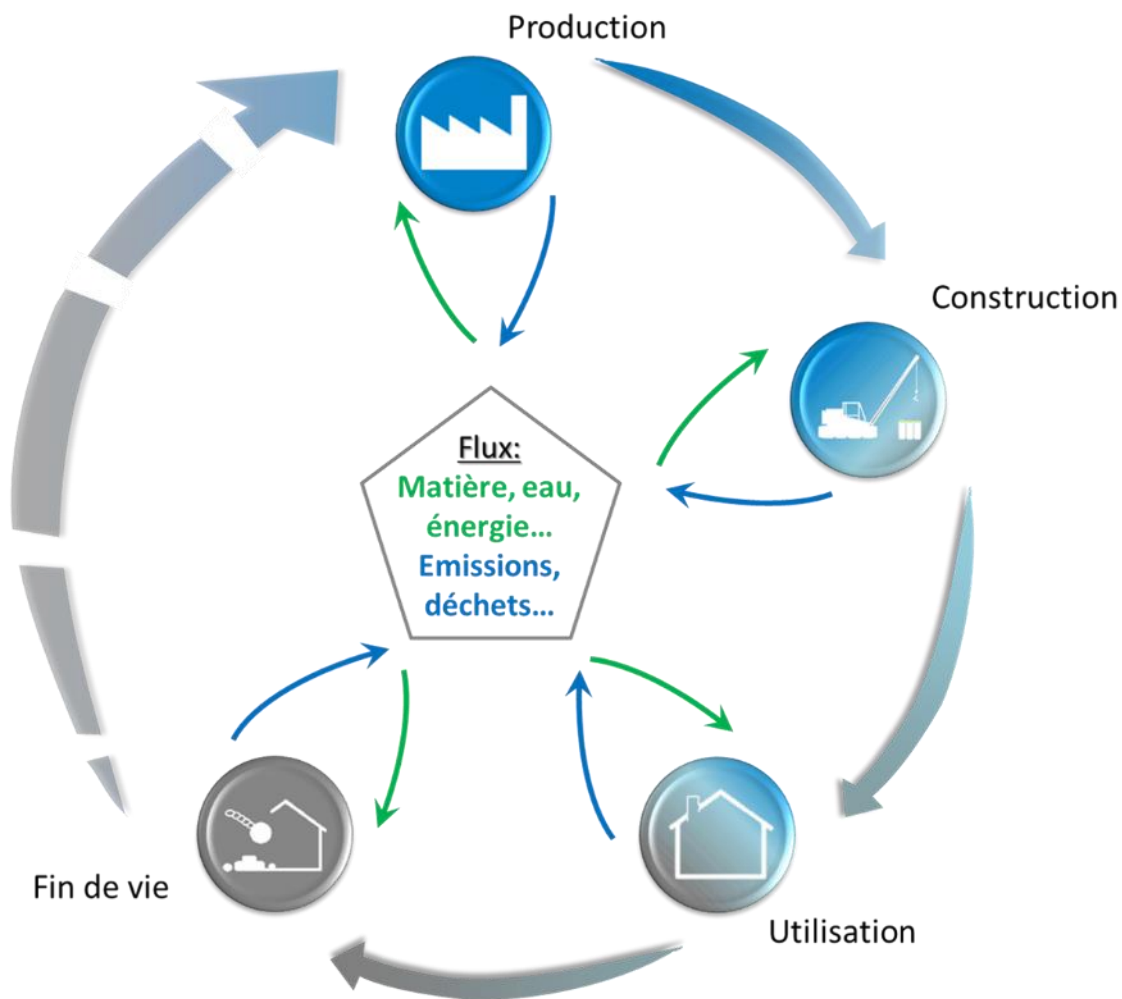 Production
Construction
Flux:
Matière, eau,
énergie...
Emissions,
déchets...
Fin de vie
Utilisation